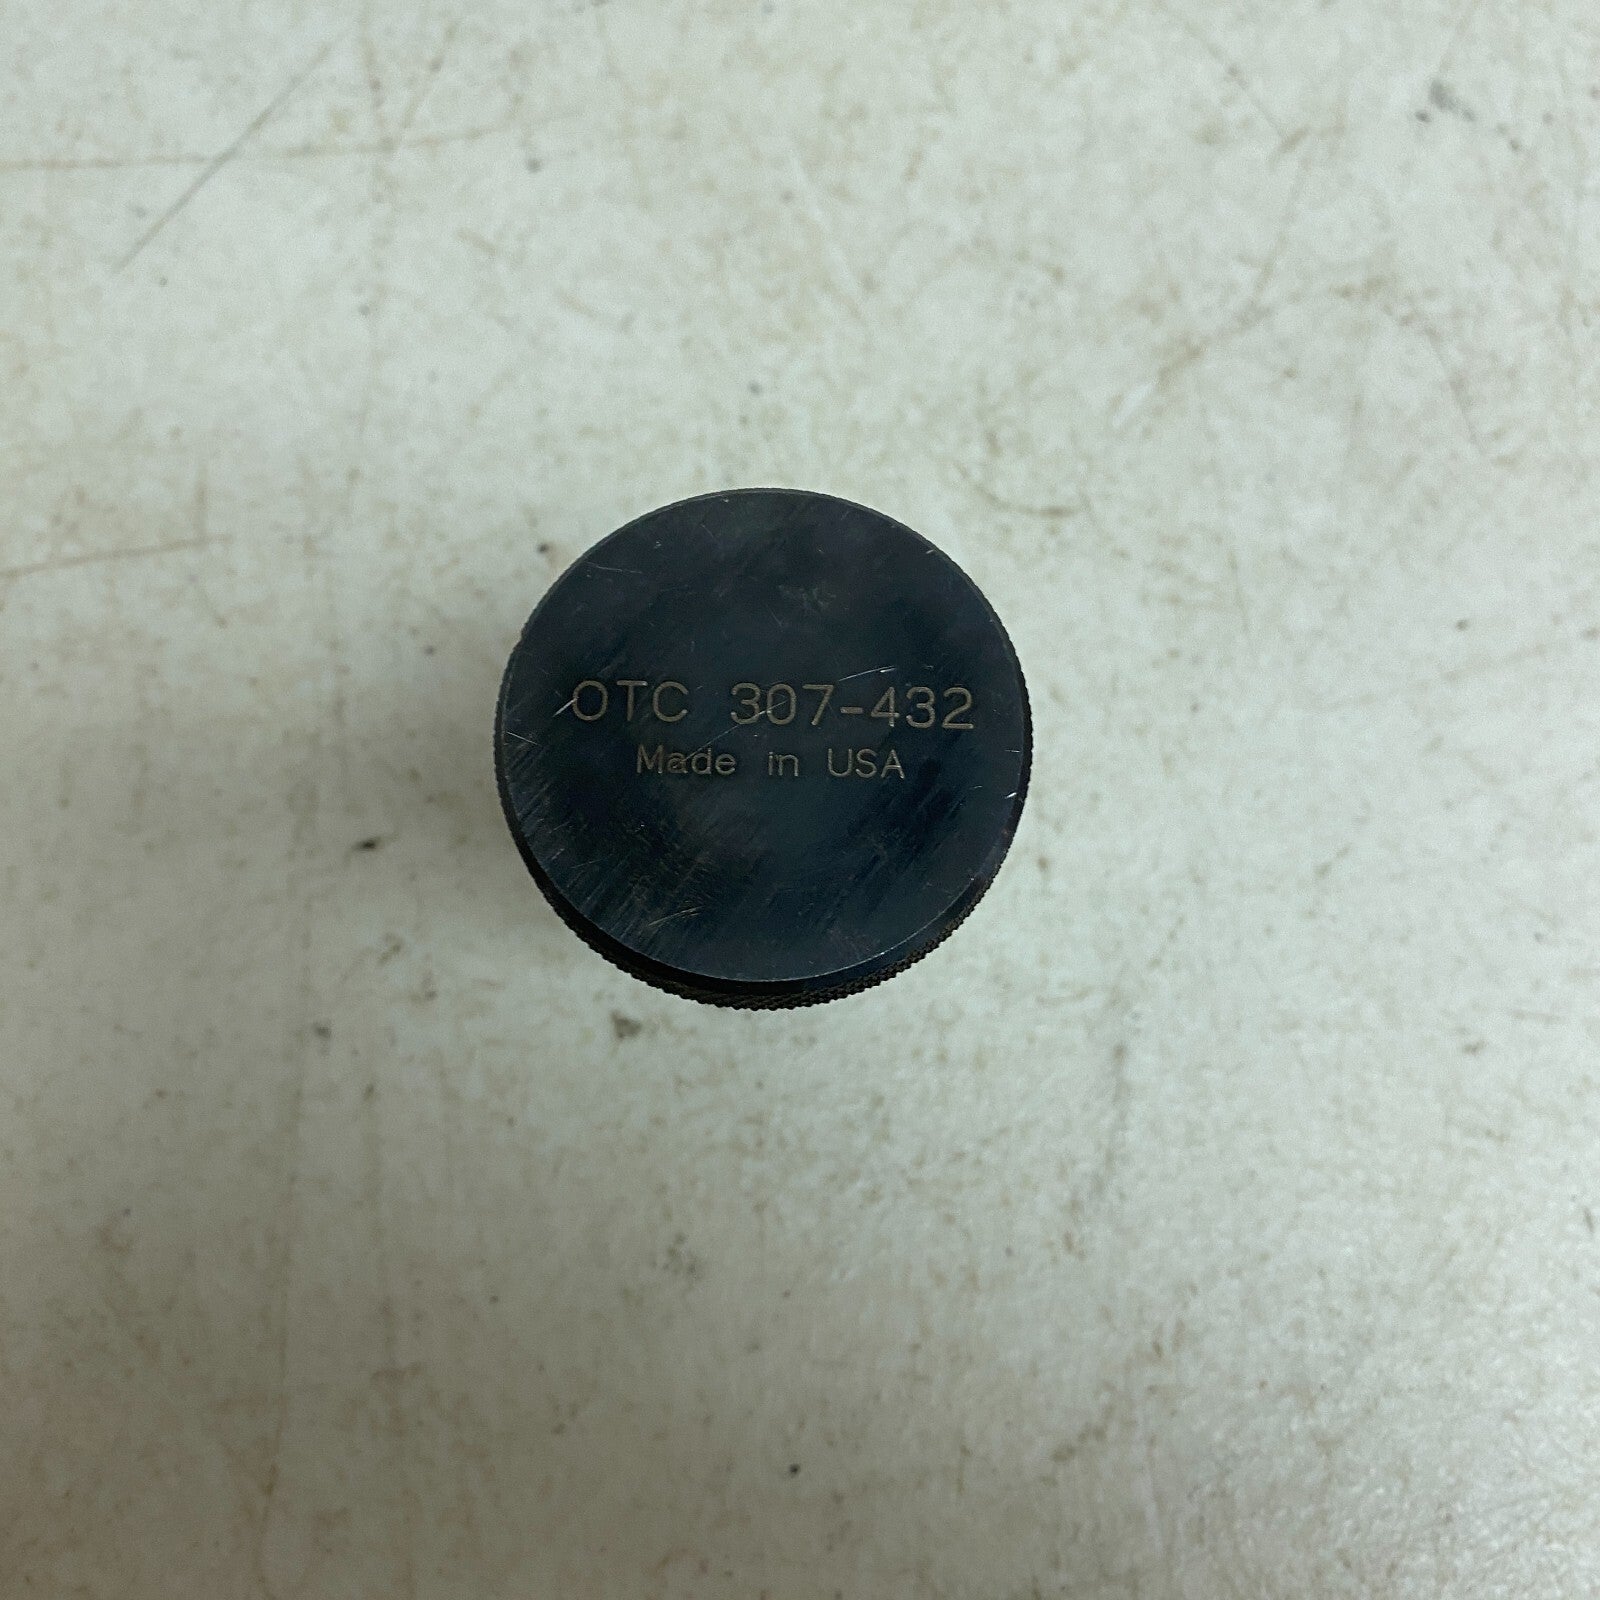 OTC 307-432
Made in USA